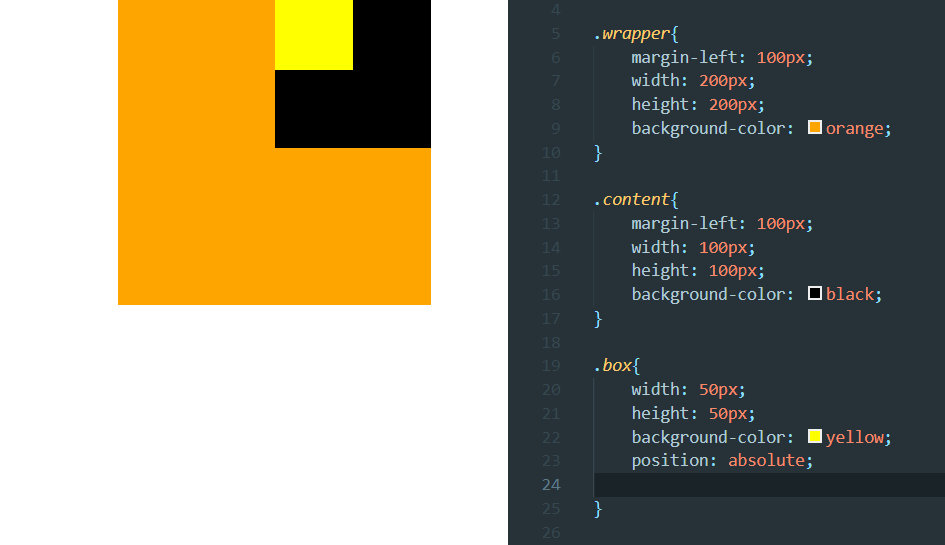 4
5 .wrapper{
6 margin-left: 100px;
7 width: 200px;
8 height: 200px;
9 background-color: orange;
10 }
11
12 .content{
13 margin-left: 100px;
14 width: 100px;
15 height: 100px;
16 background-color: black;
17 }
18
19 .box{
20 width: 50px;
21 height: 50px;
22 background-color: yellow;
23 position: absolute;
24
25 }
26